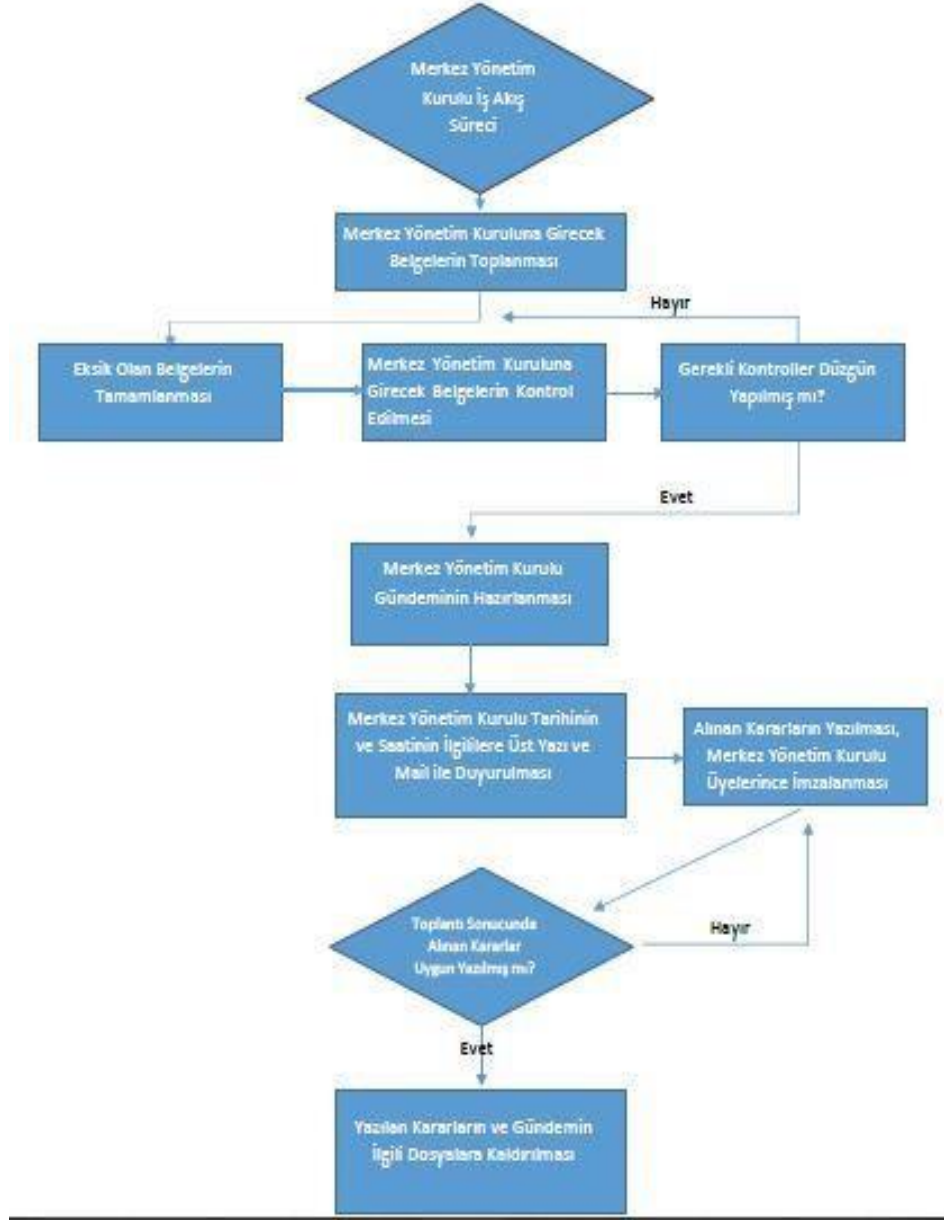 Merkez Yönetim
Kurulu İş Akış
Süreci
Merkez Yönetim Kuruluna Girecek
Belgelerin Toplanması
Hayır
Eksik Olan Belgelerin
Tamamlanması
Merkez Yönetim Kuruluna
Girecek Belgelerin Kontrol
Edilmesi
Gerekli Kontroller Düzgün
Yapılmış mı?
Evet
Merkez Yönetim Kurulu
Gündeminin Hazırlanması
Merkez Yönetim Kurulu Tarihinin
ve Saatinin İlgililere Üst Yazı ve
Mail ile Duyurulması
Alınan Kararların Yazılması,
Merkez Yönetim Kurulu
Üyelerince İmzalanması
Toplantı Sonucunda
Alınan Kararlar
Uygun Yazılmış mı?
Hayır
Evet
Yazılan Kararların ve Gündemin
İlgili Dosyalara Kaldırılması